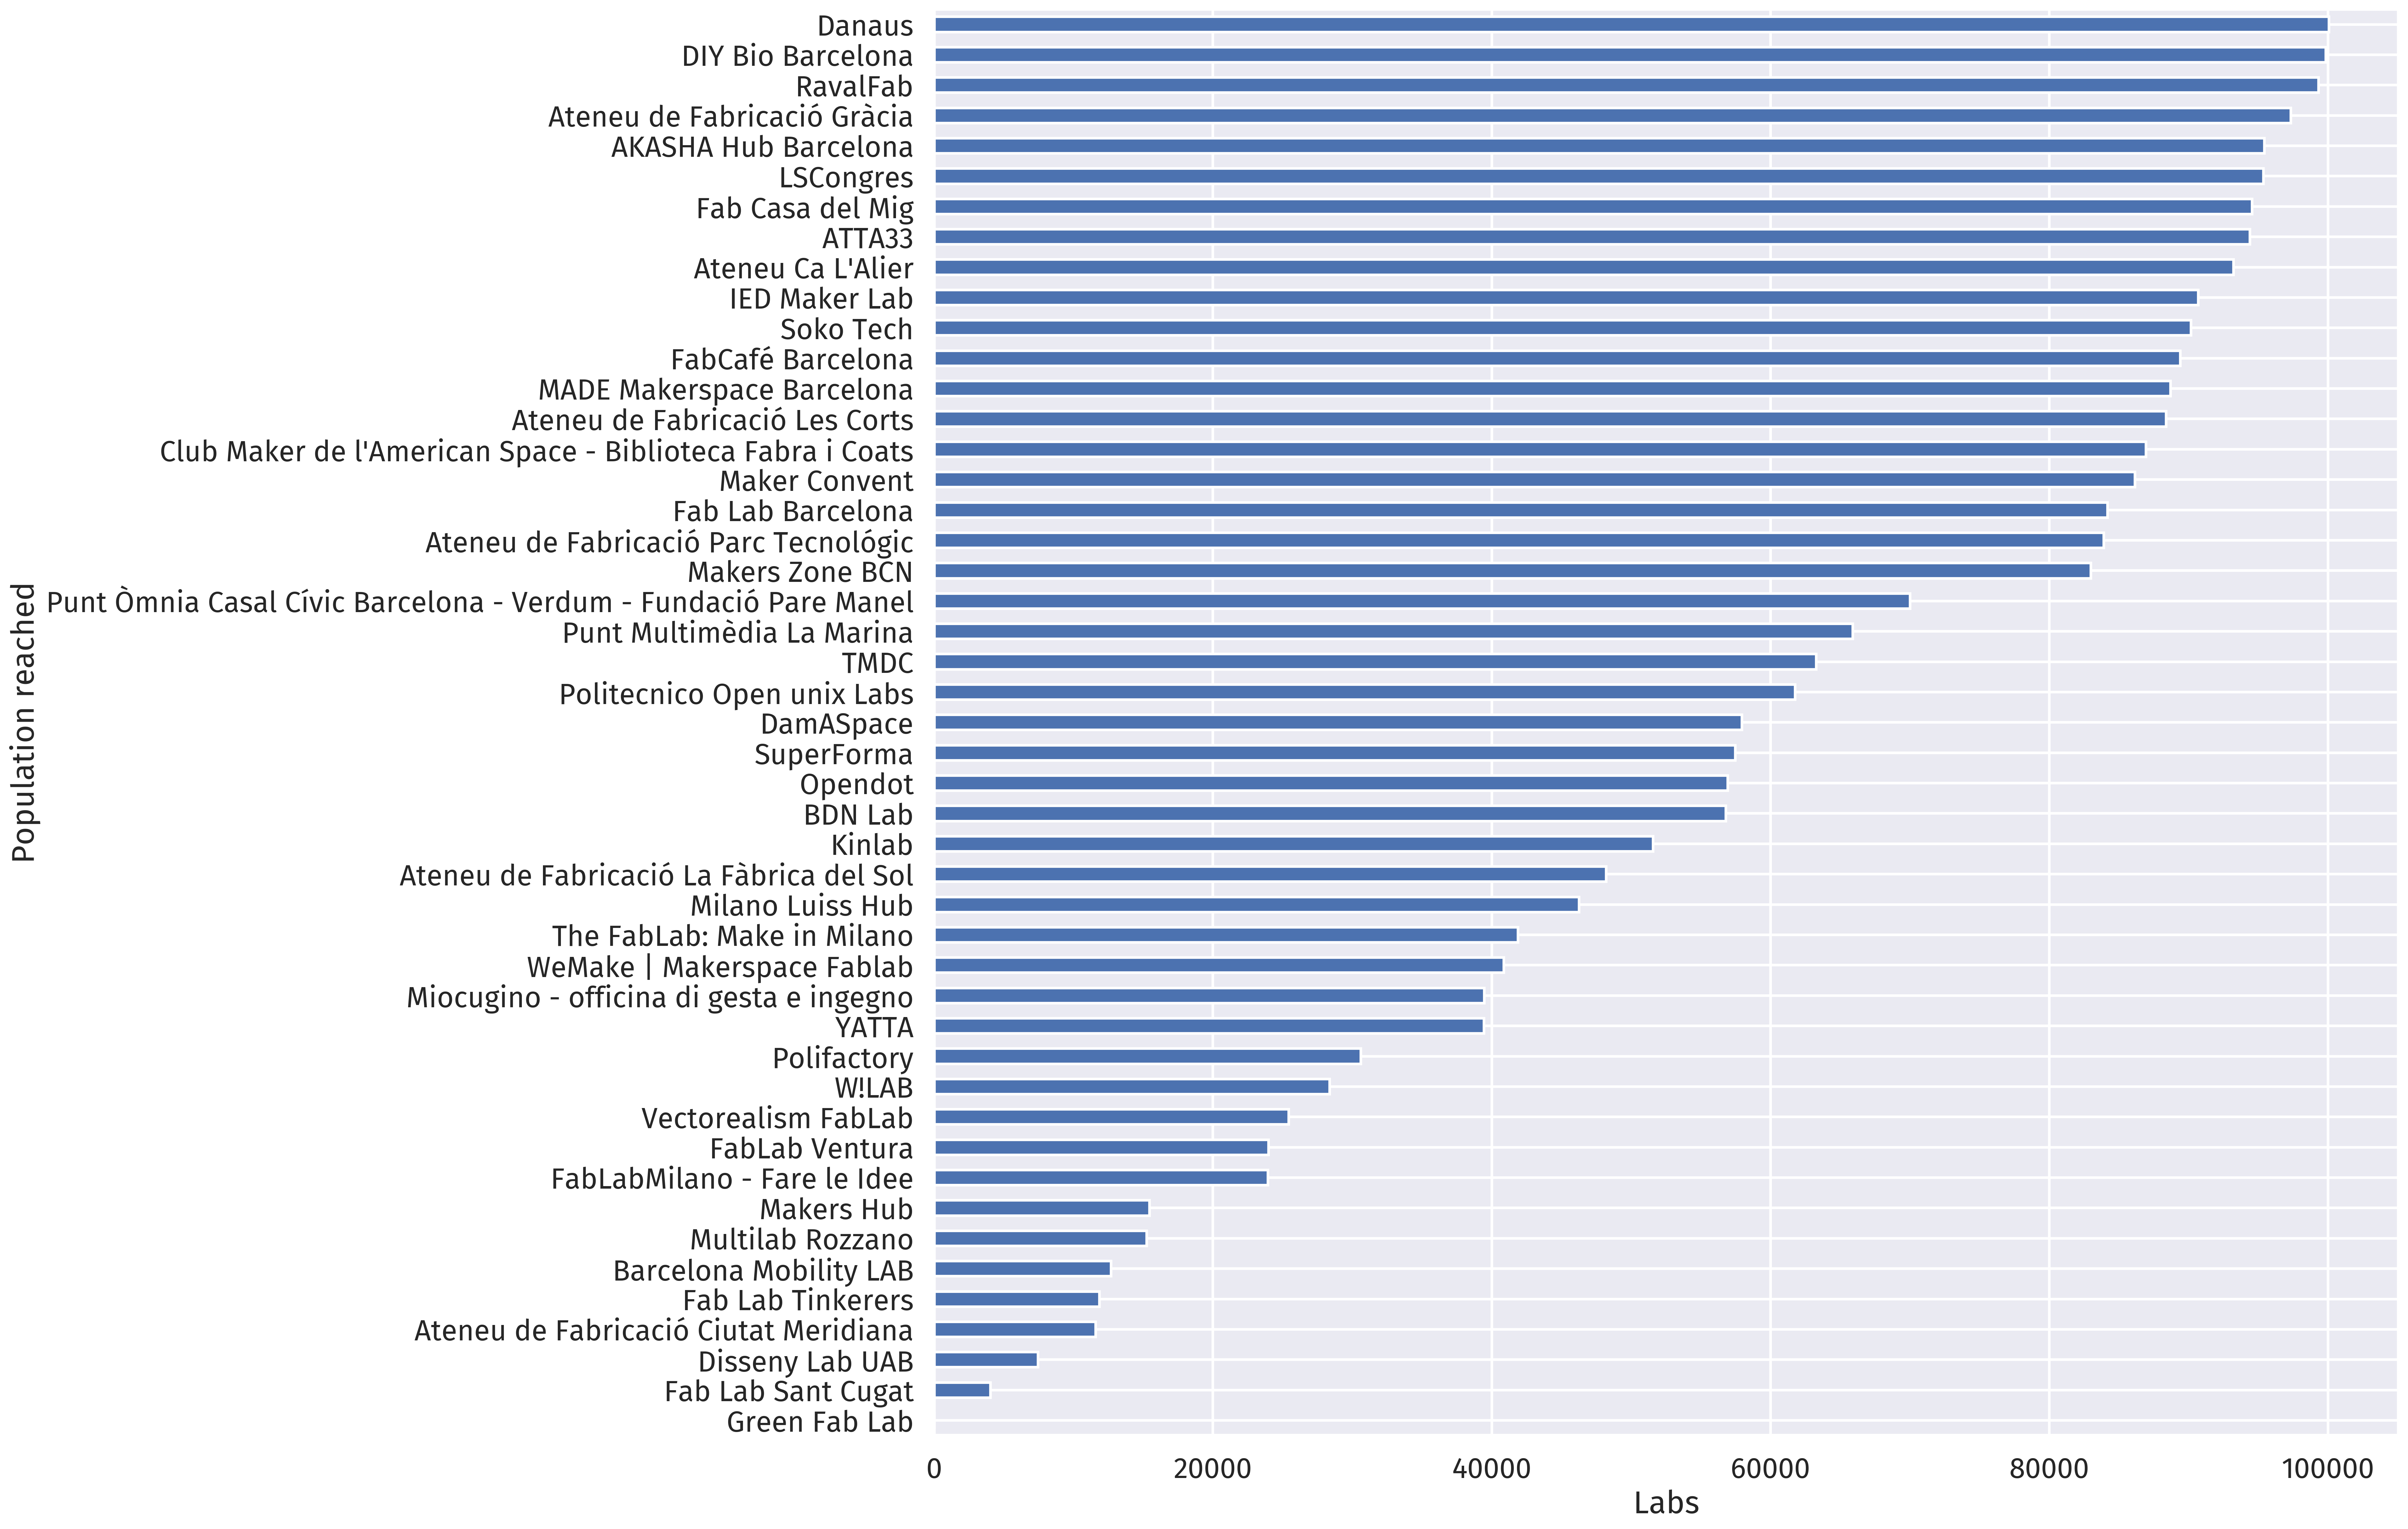 Danaus
DIY Bio Barcelona
RavalFab
Ateneu de Fabricació Gràcia
AKASHA Hub Barcelona
LSCongres
Fab Casa del Mig
ATTA33
Ateneu Ca L'Alier
IED Maker Lab
Soko Tech
FabCafé Barcelona
MADE Makerspace Barcelona
Ateneu de Fabricació Les Corts
Club Maker de l'American Space - Biblioteca Fabra i Coats
Maker Convent
Fab Lab Barcelona
Ateneu de Fabricació Parc Tecnológic
Makers Zone BCN
Punt Òmnia Casal Cívic Barcelona - Verdum - Fundació Pare Manel
Punt Multimèdia La Marina
TMDC
Politecnico Open unix Labs
DamASpace
SuperForma
Opendot
BDN Lab
Kinlab
Ateneu de Fabricació La Fàbrica del Sol
Milano Luiss Hub
The FabLab: Make in Milano
WeMake | Makerspace Fablab
Miocugino - officina di gesta e ingegno
YATTA
Polifactory
W!LAB
Vectorealism FabLab
FabLab Ventura
FabLabMilano - Fare le Idee
Makers Hub
Multilab Rozzano
Barcelona Mobility LAB
Fab Lab Tinkerers
Ateneu de Fabricació Ciutat Meridiana
Disseny Lab UAB
Fab Lab Sant Cugat
Green Fab Lab
Population reached
0 20000 40000 60000 80000 100000
Labs